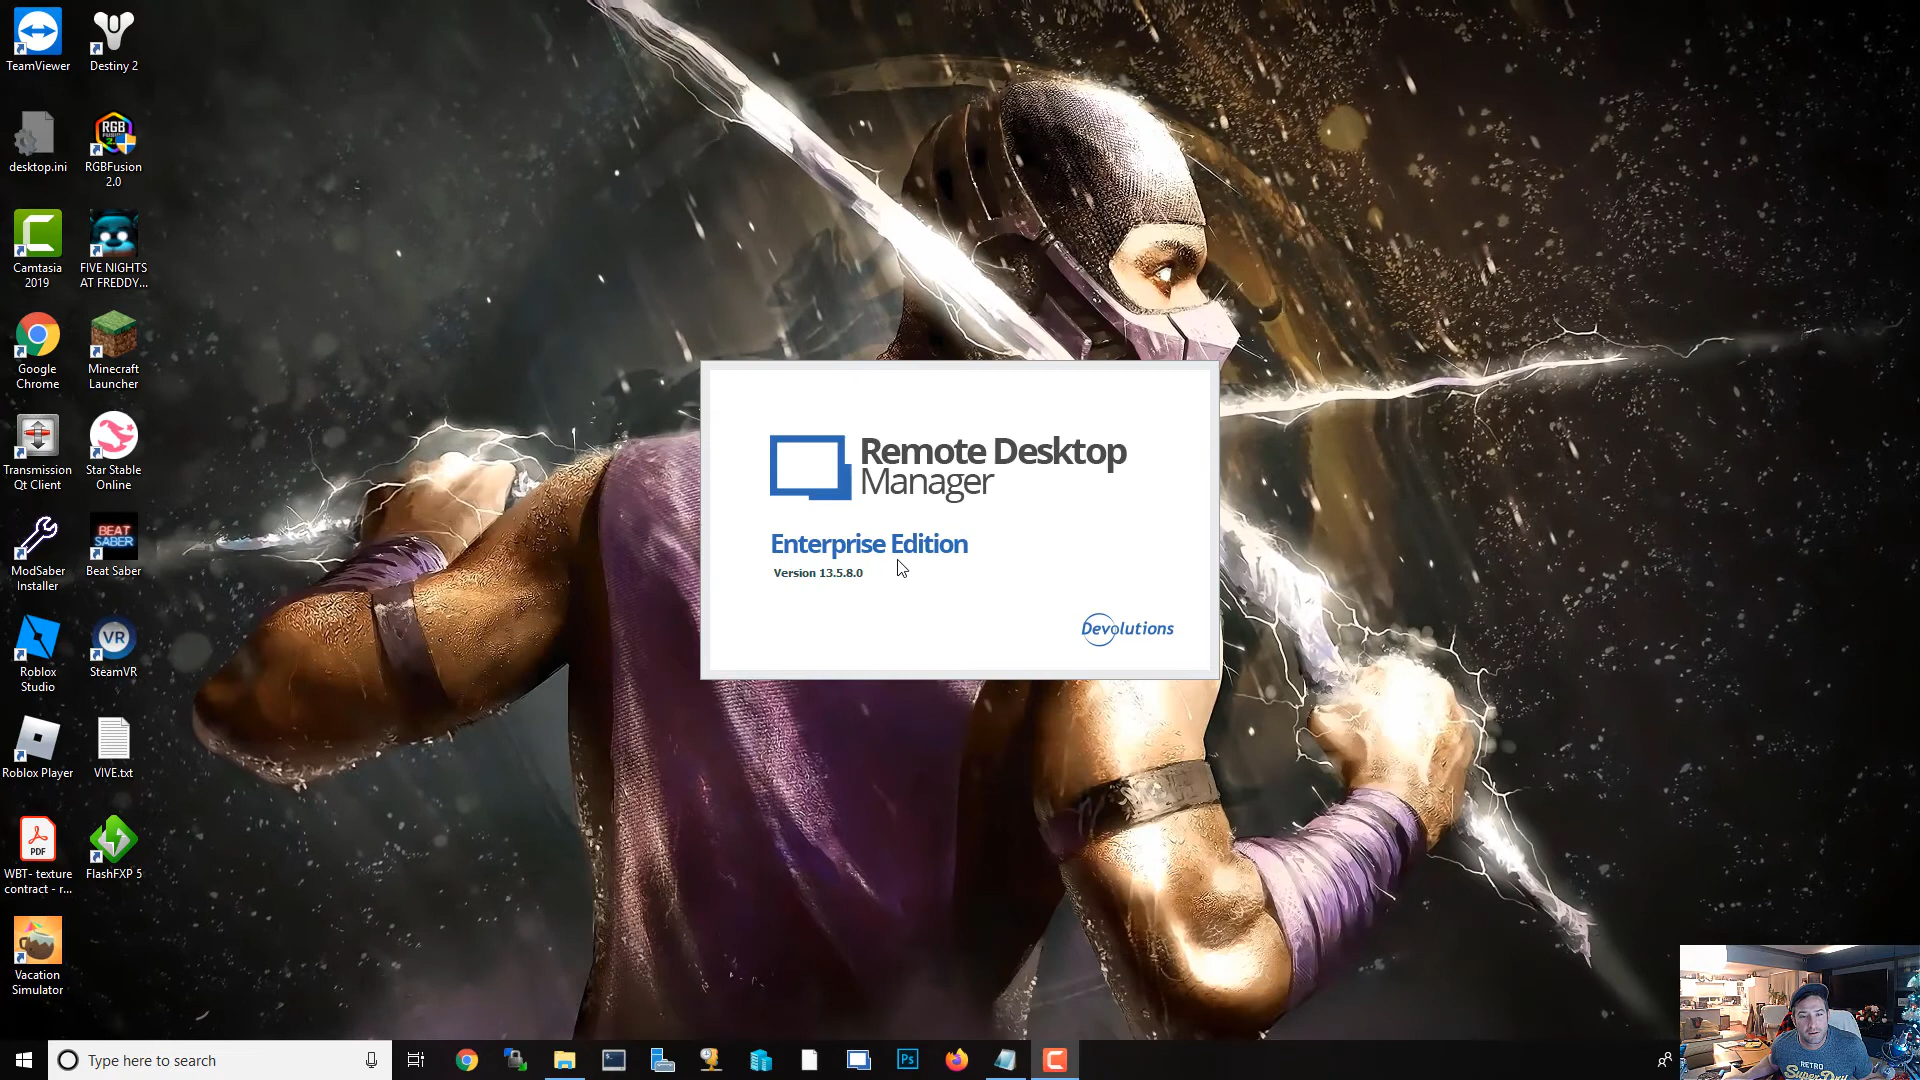 TeamViewer
Destiny 2
desktop.ini
RGB
RGBFusion
2.0
Camtasia
2019
FIVE NIGHTS
AT FREDDY...
Google
Chrome
Minecraft
Launcher
Transmission
Qt Client
Star Stable
Online
ModSaber
Installer
BEAT
SABER
Beat Saber
Roblox
Studio
VR
SteamVR
Roblox Player
VIVE.txt
PDF
WBT- texture
contract - r...
FlashFXP 5
Vacation
Simulator
Remote Desktop
Manager
Enterprise Edition
Version 13.5.8.0
Devolutions
Type here to search
Ps
RETRO